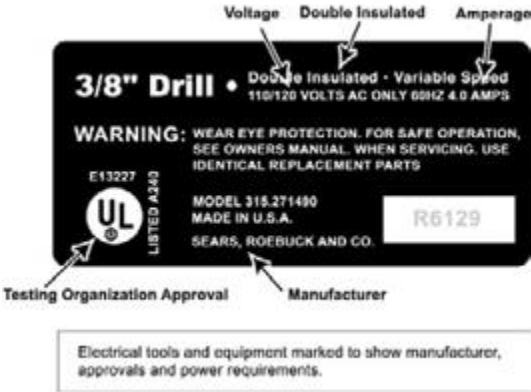 Voltage Double Insulated Amperage
3/8" Drill • Double Insulated - Variable Speed
110/120 VOLTS AC ONLY 60HZ 4.0 AMPS
WARNING: WEAR EYE PROTECTION. FOR SAFE OPERATION,
SEE OWNERS MANUAL. WHEN SERVICING. USE
IDENTICAL REPLACEMENT PARTS
E13227
UL
®
LISTED A240
MODEL 315.271490
MADE IN U.S.A.
SEARS, ROEBUCK AND CO.
R6129
Testing Organization Approval Manufacturer
Electrical tools and equipment marked to show manufacturer,
approvals and power requirements.